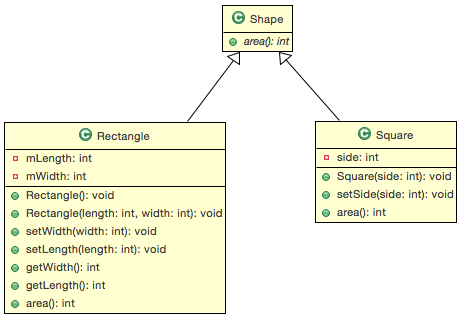 C Shape
area(): int
C Rectangle
mLength: int
mWidth: int
Rectangle(): void
Rectangle(length: int, width: int): void
setWidth(width: int): void
setLength(length: int): void
getWidth(): int
getLength(): int
area(): int
C Square
side: int
Square(side: int): void
setSide(side: int): void
area(): int